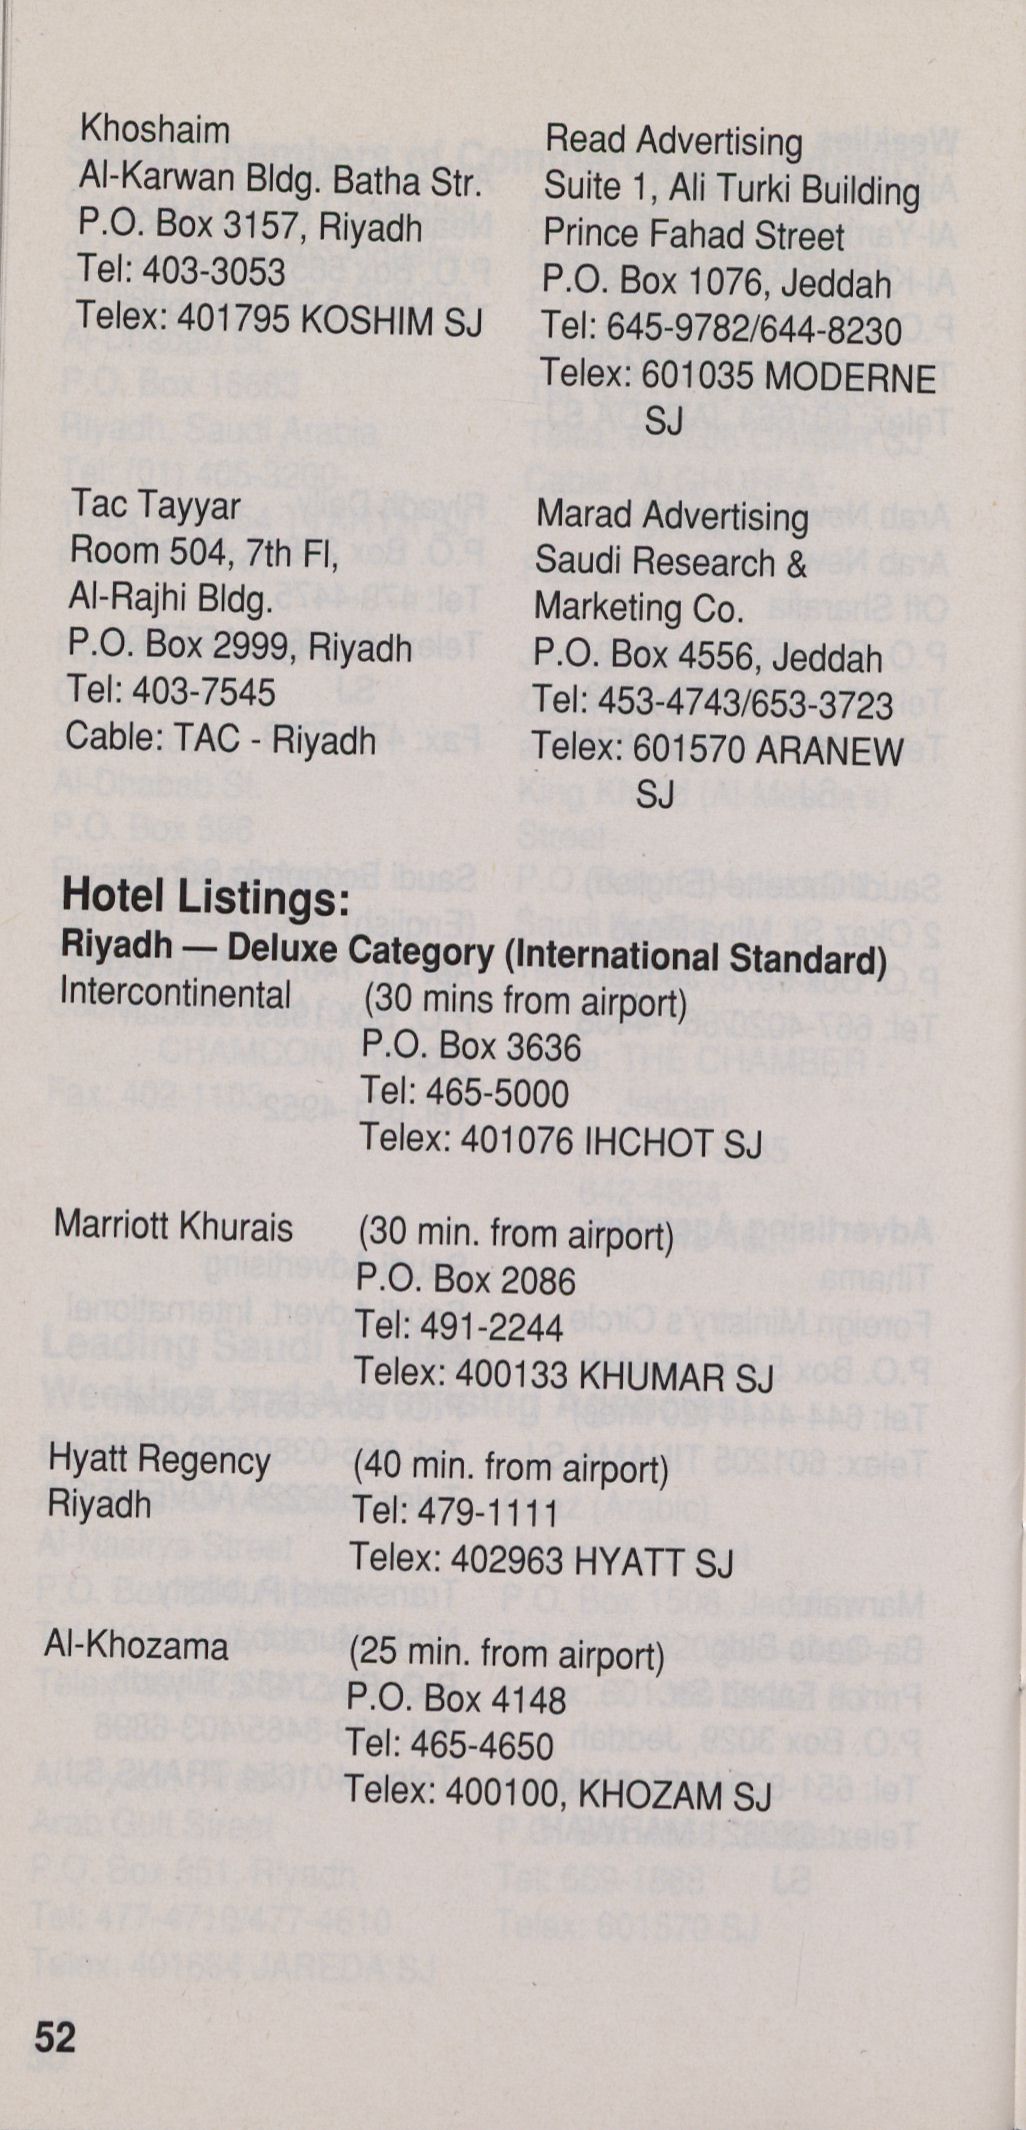 Khoshaim
Al-Karwan Bldg. Batha Str.
P.O. Box 3157, Riyadh
Tel: 403-3053
Telex: 401795 KOSHIM SJ
Read Advertising
Suite 1, Ali Turki Building
Prince Fahad Street
P.O. Box 1076, Jeddah
Tel: 645-9782/644-8230
Telex: 601035 MODERNE
SJ
Tac Tayyar
Room 504, 7th Fl,
Al-Rajhi Bldg.
P.O. Box 2999, Riyadh
Tel: 403-7545
Cable: TAC - Riyadh
Marad Advertising
Saudi Research &
Marketing Co.
P.O. Box 4556, Jeddah
Tel: 453-4743/653-3723
Telex: 601570 ARANEW
SJ
Hotel Listings:
Riyadh — Deluxe Category (International Standard)
Intercontinental (30 mins from airport)
P.O. Box 3636
Tel: 465-5000
Telex: 401076 IHCHOT SJ
Marriott Khurais (30 min. from airport)
P.O. Box 2086
Tel: 491-2244
Telex: 400133 KHUMAR SJ
Hyatt Regency (40 min. from airport)
Riyadh Tel: 479-1111
Telex: 402963 HYATT SJ
Al-Khozama (25 min. from airport)
P.O. Box 4148
Tel: 465-4650
Telex: 400100, KHOZAM SJ
52